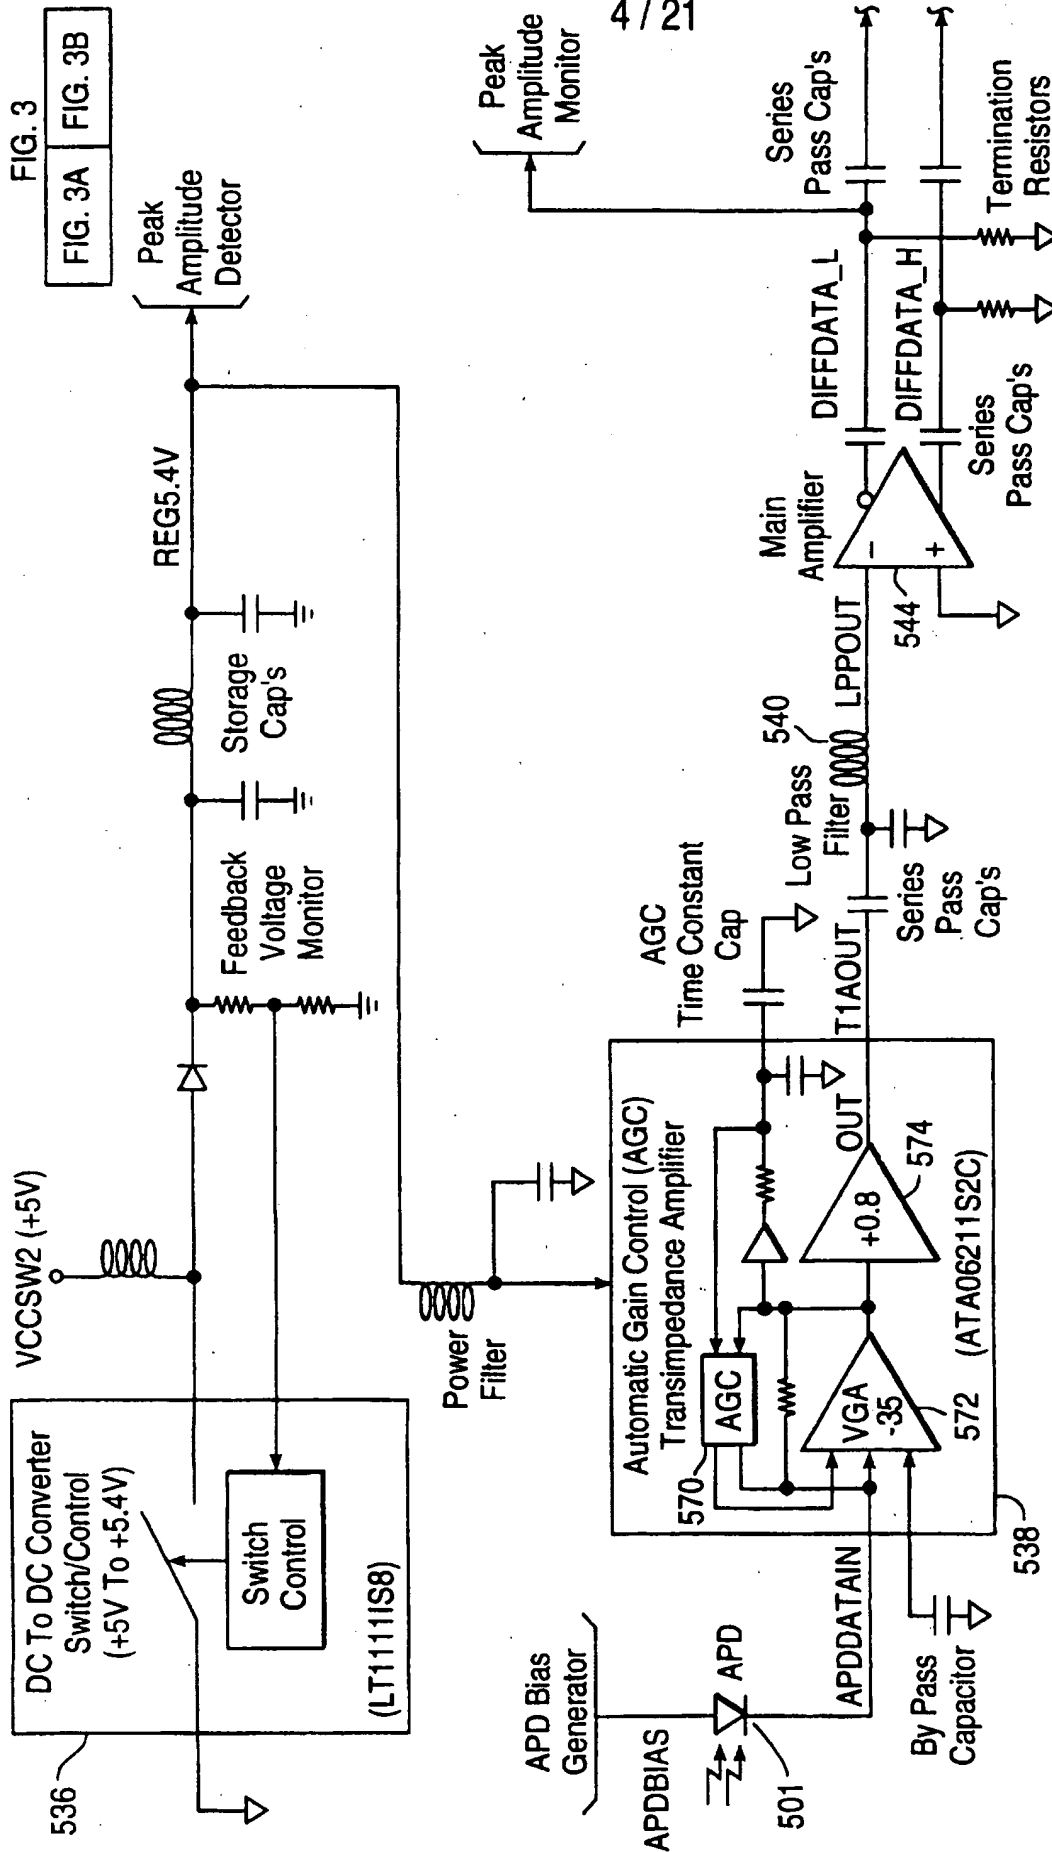 4 / 21
FIG. 3
FIG. 3A
FIG. 3B
536
DC To DC Converter
Switch/Control
(+5V To +5.4V)
Switch
Control
(LT1111IS8)
VCCSW2 (+5V)
Feedback
Voltage
Monitor
Storage
Cap's
REG5.4V
Peak
Amplitude
Detector
Power
Filter
APD Bias
Generator
APDBIAS
APD
501
APDDATAIN
By Pass
Capacitor
538
Automatic Gain Control (AGC)
Transimpedance Amplifier
570
AGC
VGA
-35
572
+0.8
574
OUT
(ATA06211S2C)
AGC
Time Constant
Cap
T1AOUT
Series
Pass
Cap's
Low Pass
Filter
540
LPPOUT
Main
Amplifier
-
+
544
DIFFDATA_L
DIFFDATA_H
Series
Pass Cap's
Peak
Amplitude
Monitor
Series
Pass Cap's
Termination
Resistors